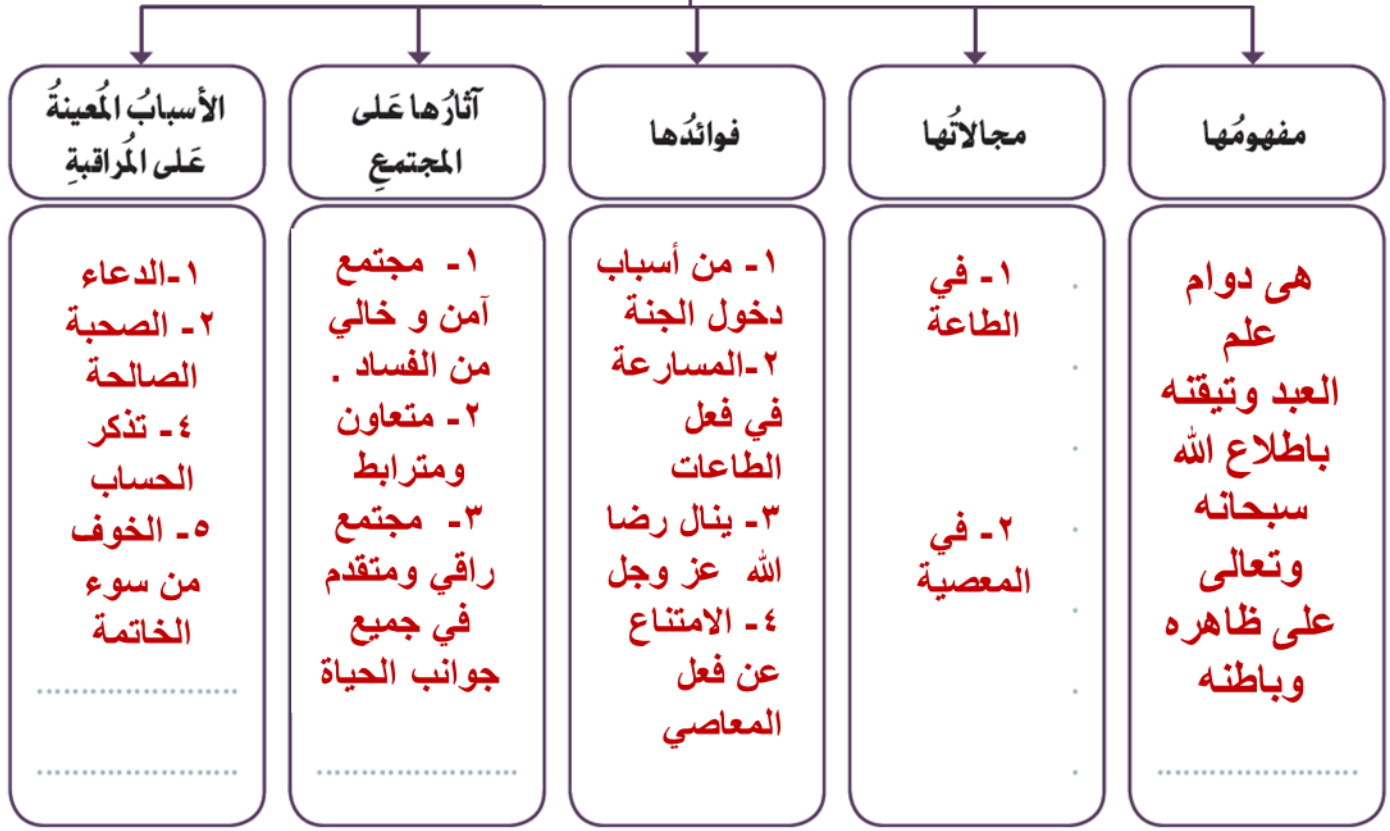 مفهومُها
هى دوام
علم
العبد وتيقنه
باطلاع الله
سبحانه
وتعالى
على ظاهره
وباطنه
مجالاتُها
١- في
الطاعة
٢- في
المعصية
فوائدُها
١- من أسباب
دخول الجنة
٢-المسارعة
في فعل
الطاعات
٣- ينال رضا
الله عز وجل
٤- الامتناع
عن فعل
المعاصي
آثارُها عَلى
المجتمعِ
١- مجتمع
آمن و خالي
من الفساد .
٢- متعاون
ومترابط
٣- مجتمع
راقي ومتقدم
في جميع
جوانب الحياة
الأسبابُ المُعينةُ
عَلى المُراقبةِ
١-الدعاء
٢- الصحبة
الصالحة
٤- تذكر
الحساب
٥- الخوف
من سوء
الخاتمة